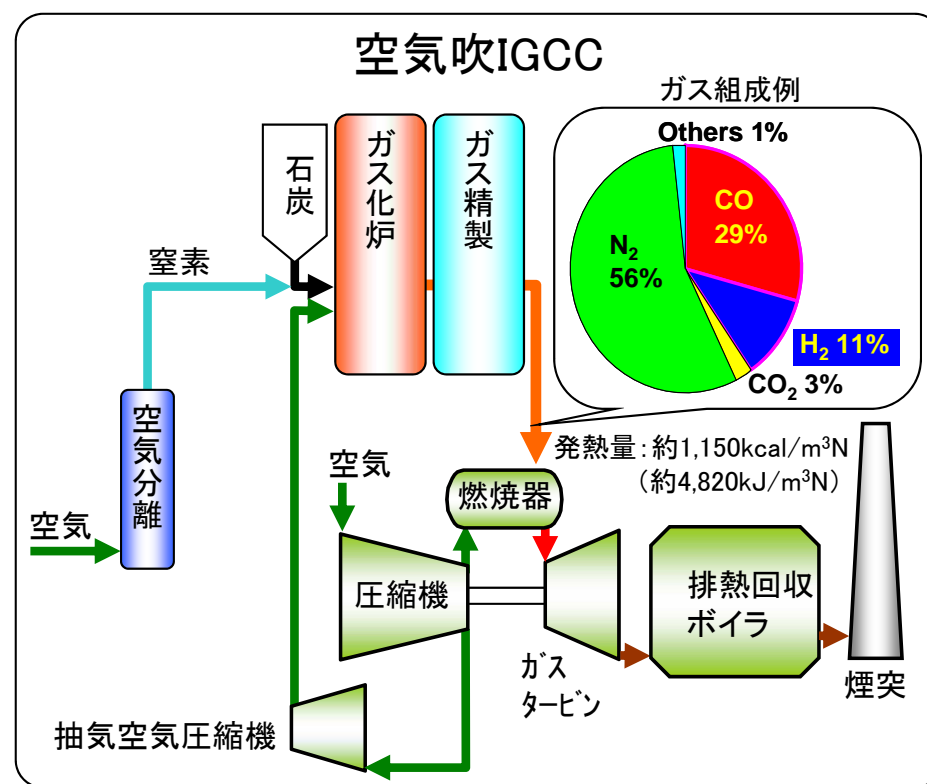 空気吹IGCC
ガス組成例
Others 1%
CO
29%
N₂
56%
H₂ 11%
CO₂ 3%
石炭
ガス化炉
ガス精製
窒素
空気分離
空気
空気
発熱量:約1,150kcal/m³N
(約4,820kJ/m³N)
燃焼器
圧縮機
排熱回収
ボイラ
ガス
タービン
煙突
抽気空気圧縮機